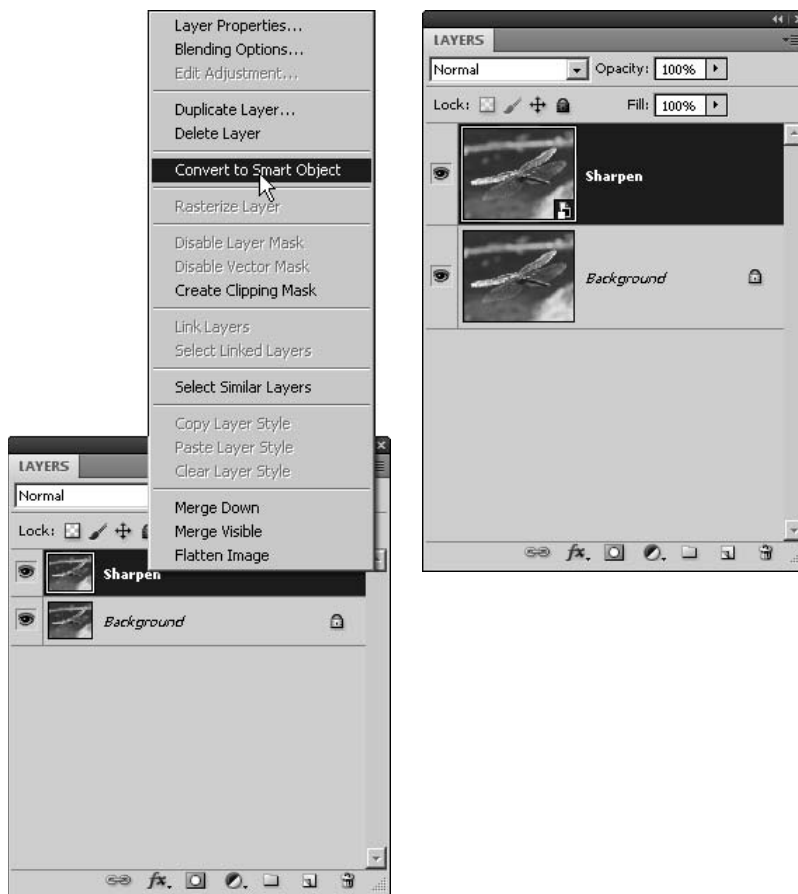 Layer Properties...
Blending Options...
Edit Adjustment...
Duplicate Layer...
Delete Layer
Convert to Smart Object
Rasterize Layer
Disable Layer Mask
Disable Vector Mask
Create Clipping Mask
Link Layers
Select Linked Layers
Select Similar Layers
Copy Layer Style
Paste Layer Style
Clear Layer Style
Merge Down
Merge Visible
Flatten Image
LAYERS
Normal
Lock:
Sharpen
Background
fx.
LAYERS
Normal Opacity: 100%
Lock: Fill: 100%
Sharpen
Background
fx.